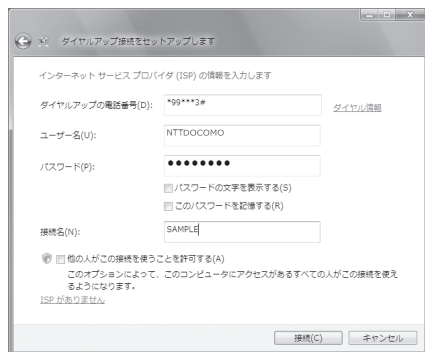 ダイヤルアップ接続をセットアップします
インターネット サービス プロバイダ (ISP) の情報を入力します
ダイヤルアップの電話番号(D): *99***3# ダイヤル情報
ユーザー名(U): NTTDOCOMO
パスワード(P): ●●●●●●●●
パスワードの文字を表示する(S)
このパスワードを記憶する(R)
接続名(N): SAMPLE
他の人がこの接続を使うことを許可する(A)
このオプションによって、このコンピュータにアクセスがあるすべての人がこの接続を使え
るようになります。
ISP がありません
接続(C) キャンセル